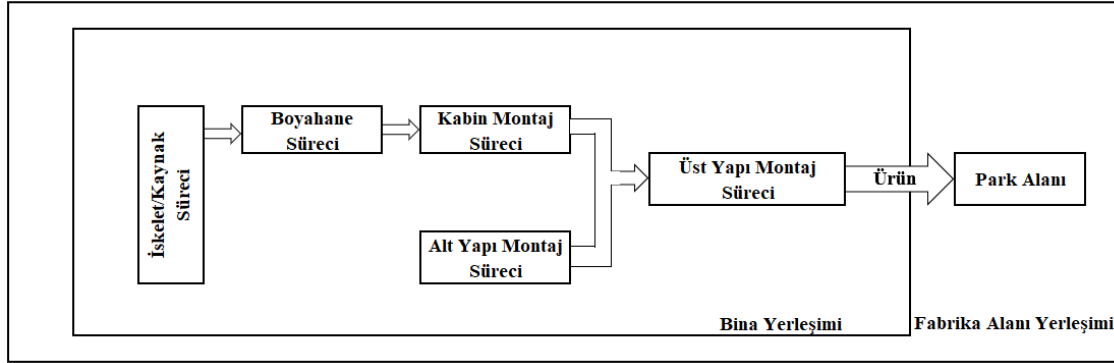 İskelet/Kaynak
Süreci
Boyahane
Süreci
Kabin Montaj
Süreci
Alt Yapı Montaj
Süreci
Üst Yapı Montaj
Süreci
Ürün
Park Alanı
Bina Yerleşimi
Fabrika Alanı Yerleşimi